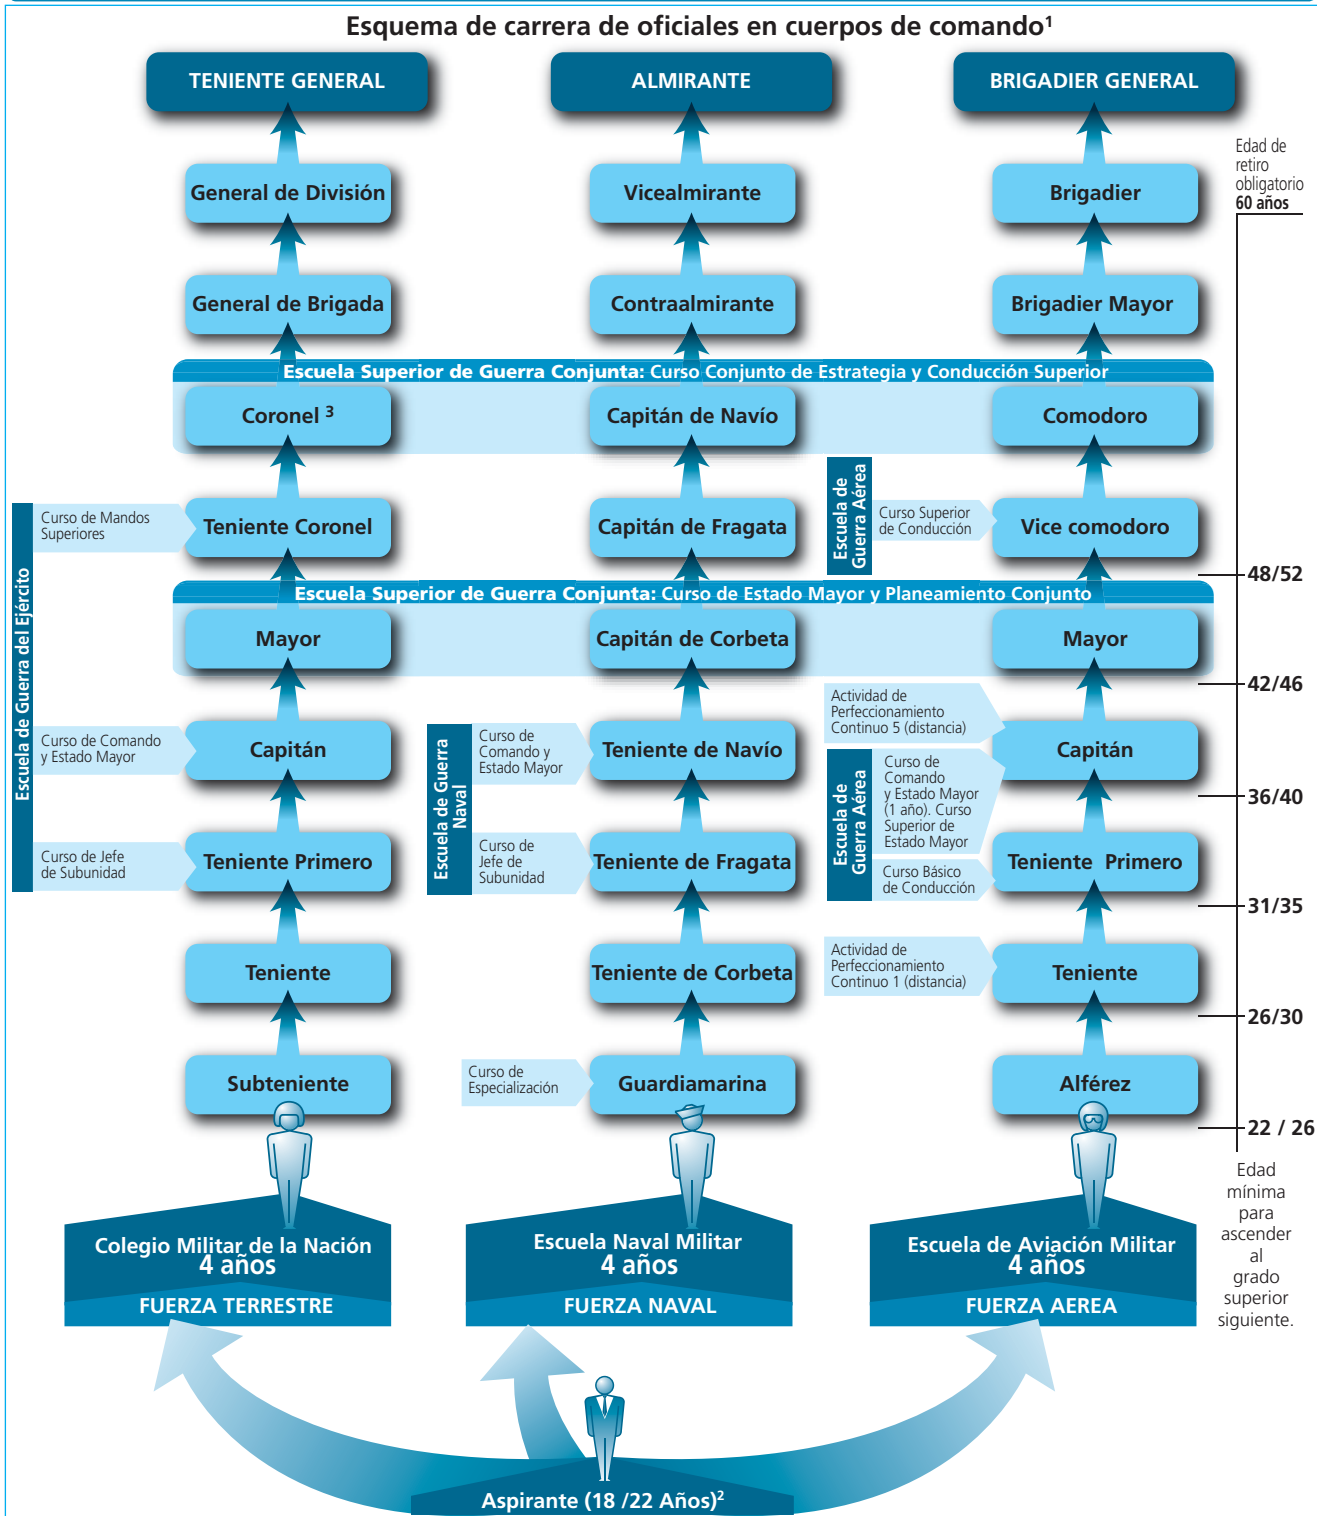 Esquema de carrera de oficiales en cuerpos de comando¹
TENIENTE GENERAL
ALMIRANTE
BRIGADIER GENERAL
Edad de
retiro
obligatorio
60 años
General de División
Vicealmirante
Brigadier
General de Brigada
Contraalmirante
Brigadier Mayor
Escuela Superior de Guerra Conjunta: Curso Conjunto de Estrategia y Conducción Superior
Coronel ³
Capitán de Navío
Comodoro
Escuela de Guerra del Ejército
Curso de Mandos
Superiores
Teniente Coronel
Capitán de Fragata
Escuela de
Guerra Aérea
Curso Superior
de Conducción
Vice comodoro
48/52
Escuela Superior de Guerra Conjunta: Curso de Estado Mayor y Planeamiento Conjunto
Mayor
Capitán de Corbeta
Mayor
42/46
Curso de Comando
y Estado Mayor
Capitán
Escuela de Guerra
Naval
Curso de
Comando y
Estado Mayor
Teniente de Navío
Actividad de
Perfeccionamiento
Continuo 5 (distancia)
Capitán
Escuela de
Guerra Aérea
Curso de
Comando
y Estado Mayor
(1 año). Curso
Superior de
Estado Mayor
36/40
Curso de Jefe
de Subunidad
Teniente Primero
Curso de
Jefe de
Subunidad
Teniente de Fragata
Curso Básico
de Conducción
Teniente Primero
31/35
Teniente
Teniente de Corbeta
Actividad de
Perfeccionamiento
Continuo 1 (distancia)
Teniente
26/30
Subteniente
Curso de
Especialización
Guardiamarina
Alférez
22 / 26
Edad
mínima
para
ascender
al
grado
superior
siguiente.
Colegio Militar de la Nación
4 años
FUERZA TERRESTRE
Escuela Naval Militar
4 años
FUERZA NAVAL
Escuela de Aviación Militar
4 años
FUERZA AEREA
Aspirante (18 /22 Años)²